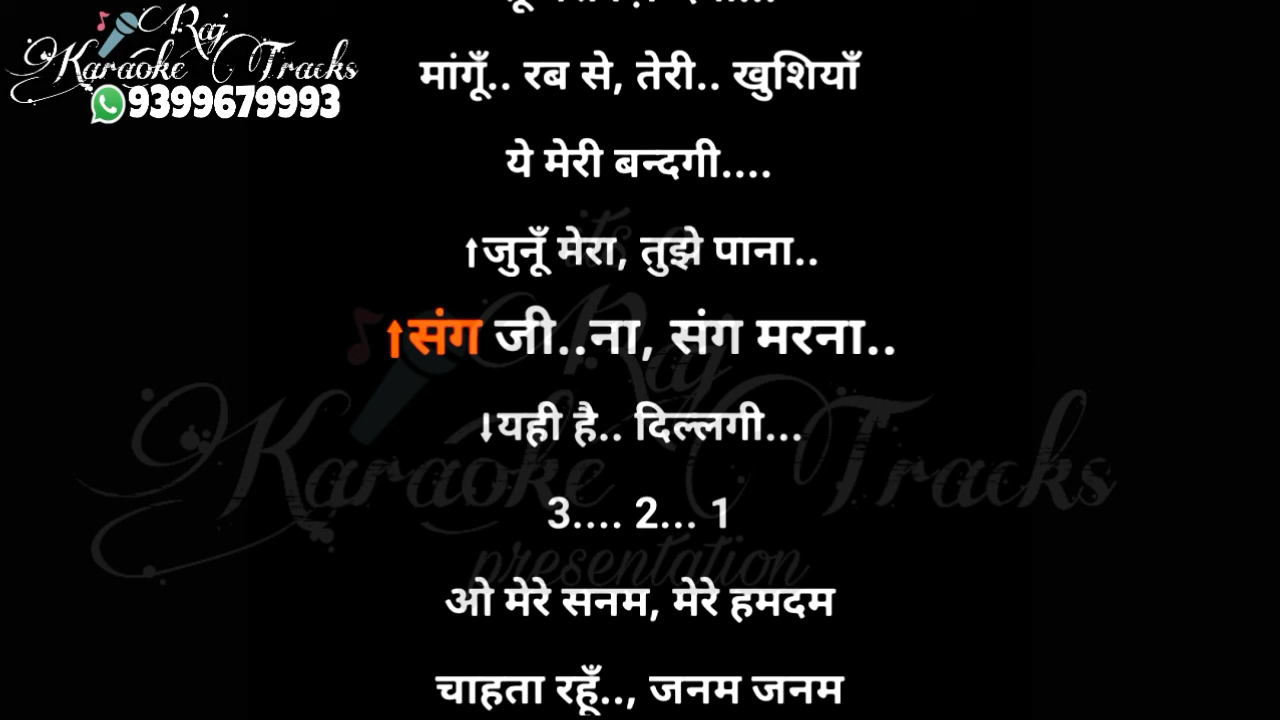 Raj
Karaoke Tracks
9399679993
मांगूँ.. रब से, तेरी.. खुशियाँ
ये मेरी बन्दगी....
↑जुनूँ मेरा, तुझे पाना..
↑संग जी..ना, संग मरना..
↓यही है.. दिल्लगी...
3.... 2... 1
ओ मेरे सनम, मेरे हमदम
चाहता रहूँ.., जनम जनम
its a
Raj
Karaoke Tracks
presentation